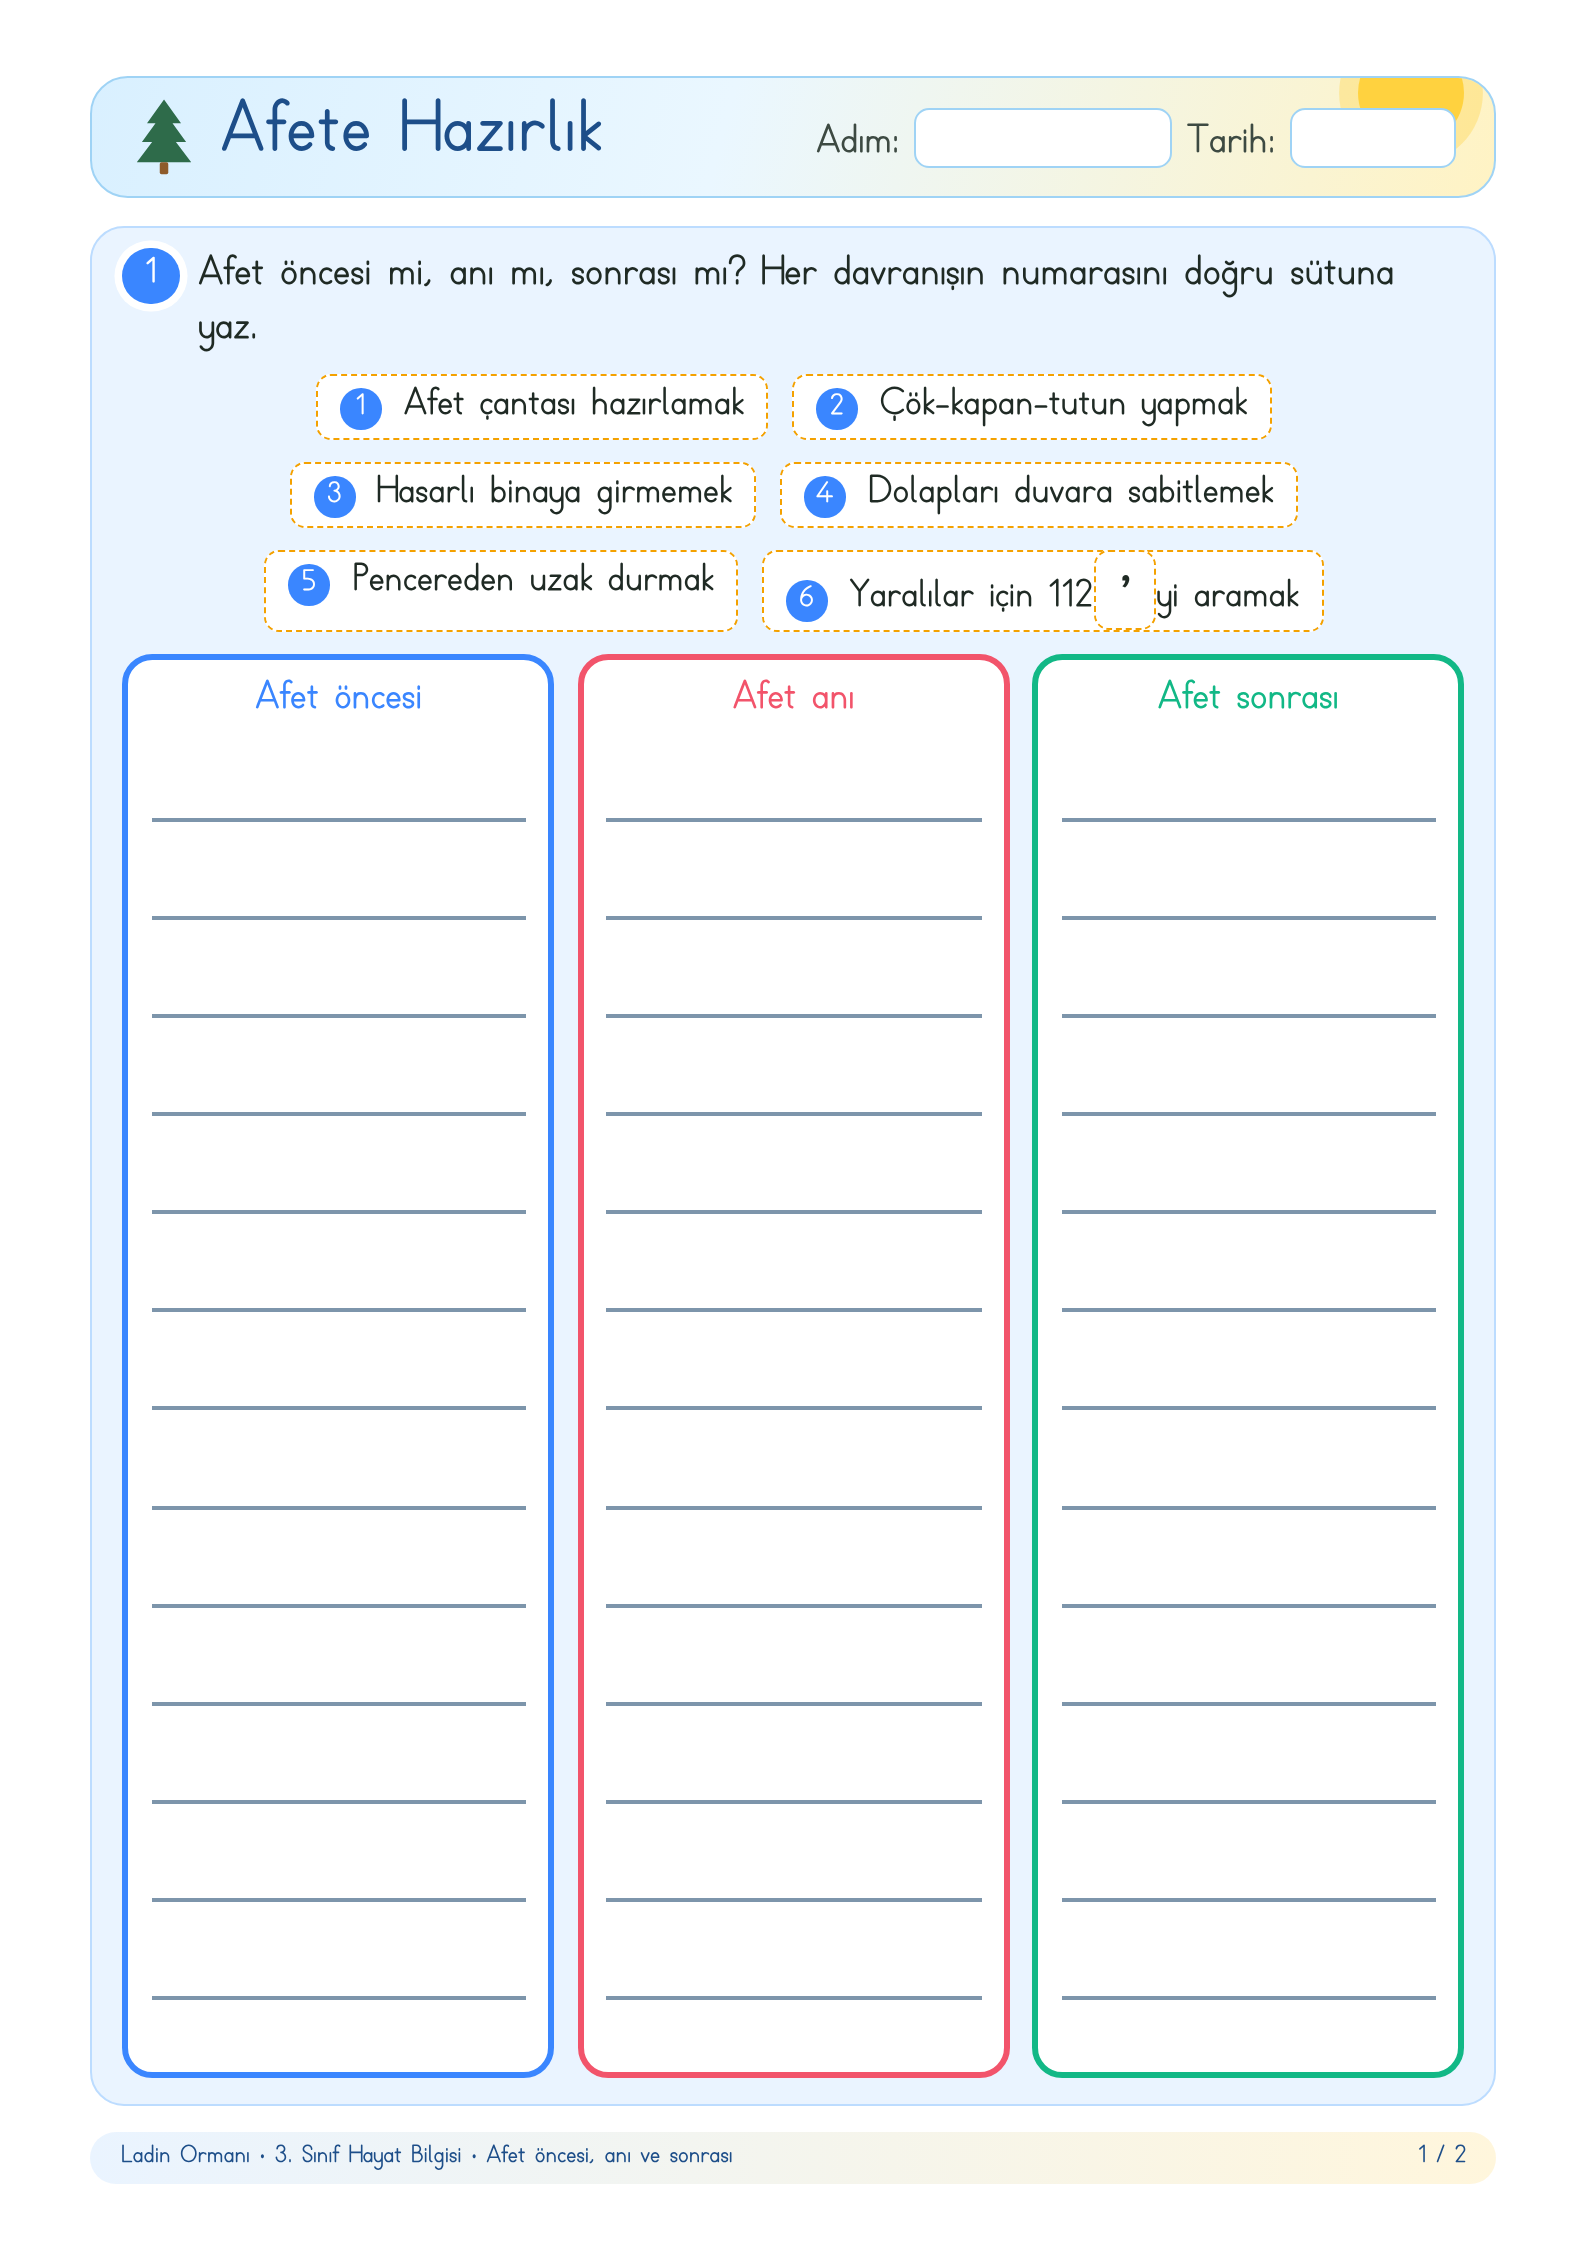 Afete Hazırlık
Adım:
Tarih:
1 Afet öncesi mi, anı mı, sonrası mı? Her davranışın numarasını doğru sütuna
yaz.
1 Afet çantası hazırlamak
2 Çök-kapan-tutun yapmak
3 Hasarlı binaya girmemek
4 Dolapları duvara sabitlemek
5 Pencereden uzak durmak
6 Yaralılar için 112’yi aramak
Afet öncesi
Afet anı
Afet sonrası
Ladin Ormanı • 3. Sınıf Hayat Bilgisi • Afet öncesi, anı ve sonrası
1 / 2